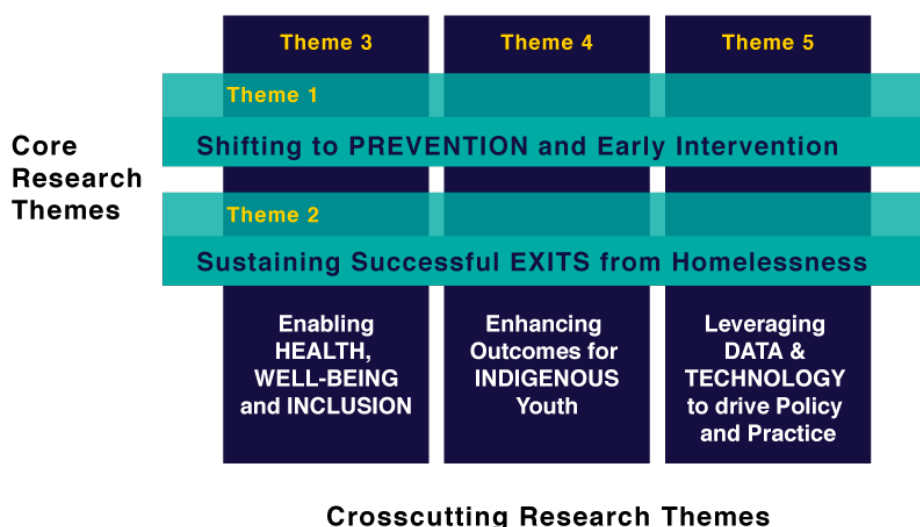 Theme 3
Theme 4
Theme 5
Theme 1
Shifting to PREVENTION and Early Intervention
Core
Research
Themes
Theme 2
Sustaining Successful EXITS from Homelessness
Enabling
HEALTH,
WELL-BEING
and INCLUSION
Enhancing
Outcomes for
INDIGENOUS
Youth
Leveraging
DATA &
TECHNOLOGY
to drive Policy
and Practice
Crosscutting Research Themes